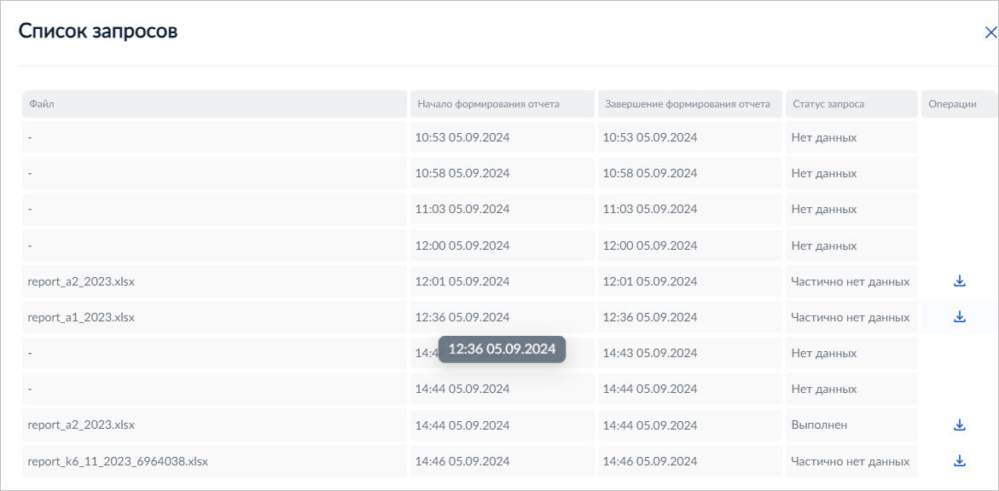 Список запросов
Файл Начало формирования отчета Завершение формирования отчета Статус запроса Операции
- 10:53 05.09.2024 10:53 05.09.2024 Нет данных
- 10:58 05.09.2024 10:58 05.09.2024 Нет данных
- 11:03 05.09.2024 11:03 05.09.2024 Нет данных
- 12:00 05.09.2024 12:00 05.09.2024 Нет данных
report_a2_2023.xlsx 12:01 05.09.2024 12:01 05.09.2024 Частично нет данных
report_a1_2023.xlsx 12:36 05.09.2024 12:36 05.09.2024 Частично нет данных
12:36 05.09.2024
- 14:43 05.09.2024 Нет данных
- 14:44 05.09.2024 14:44 05.09.2024 Нет данных
report_a2_2023.xlsx 14:44 05.09.2024 14:44 05.09.2024 Выполнен
report_k6_11_2023_6964038.xlsx 14:46 05.09.2024 14:46 05.09.2024 Частично нет данных